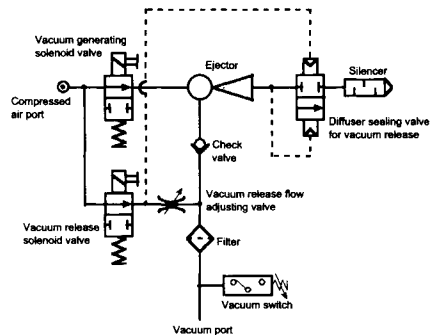 Vacuum generating
solenoid valve
Ejector
Silencer
Compressed
air port
Diffuser sealing valve
for vacuum release
Check
valve
Vacuum release flow
adjusting valve
Vacuum release
solenoid valve
Filter
Vacuum switch
Vacuum port